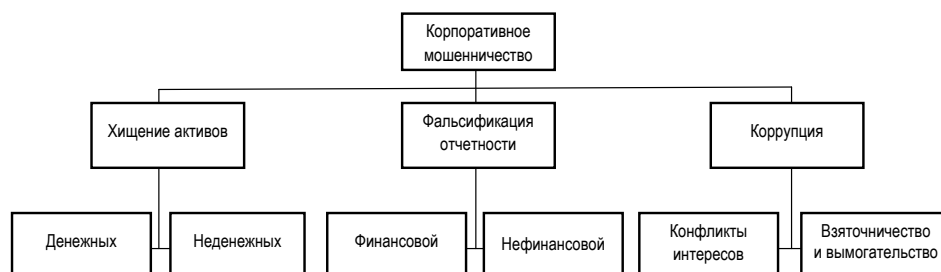 Корпоративное
мошенничество
Хищение активов
Фальсификация
отчетности
Коррупция
Денежных
Неденежных
Финансовой
Нефинансовой
Конфликты
интересов
Взяточничество
и вымогательство